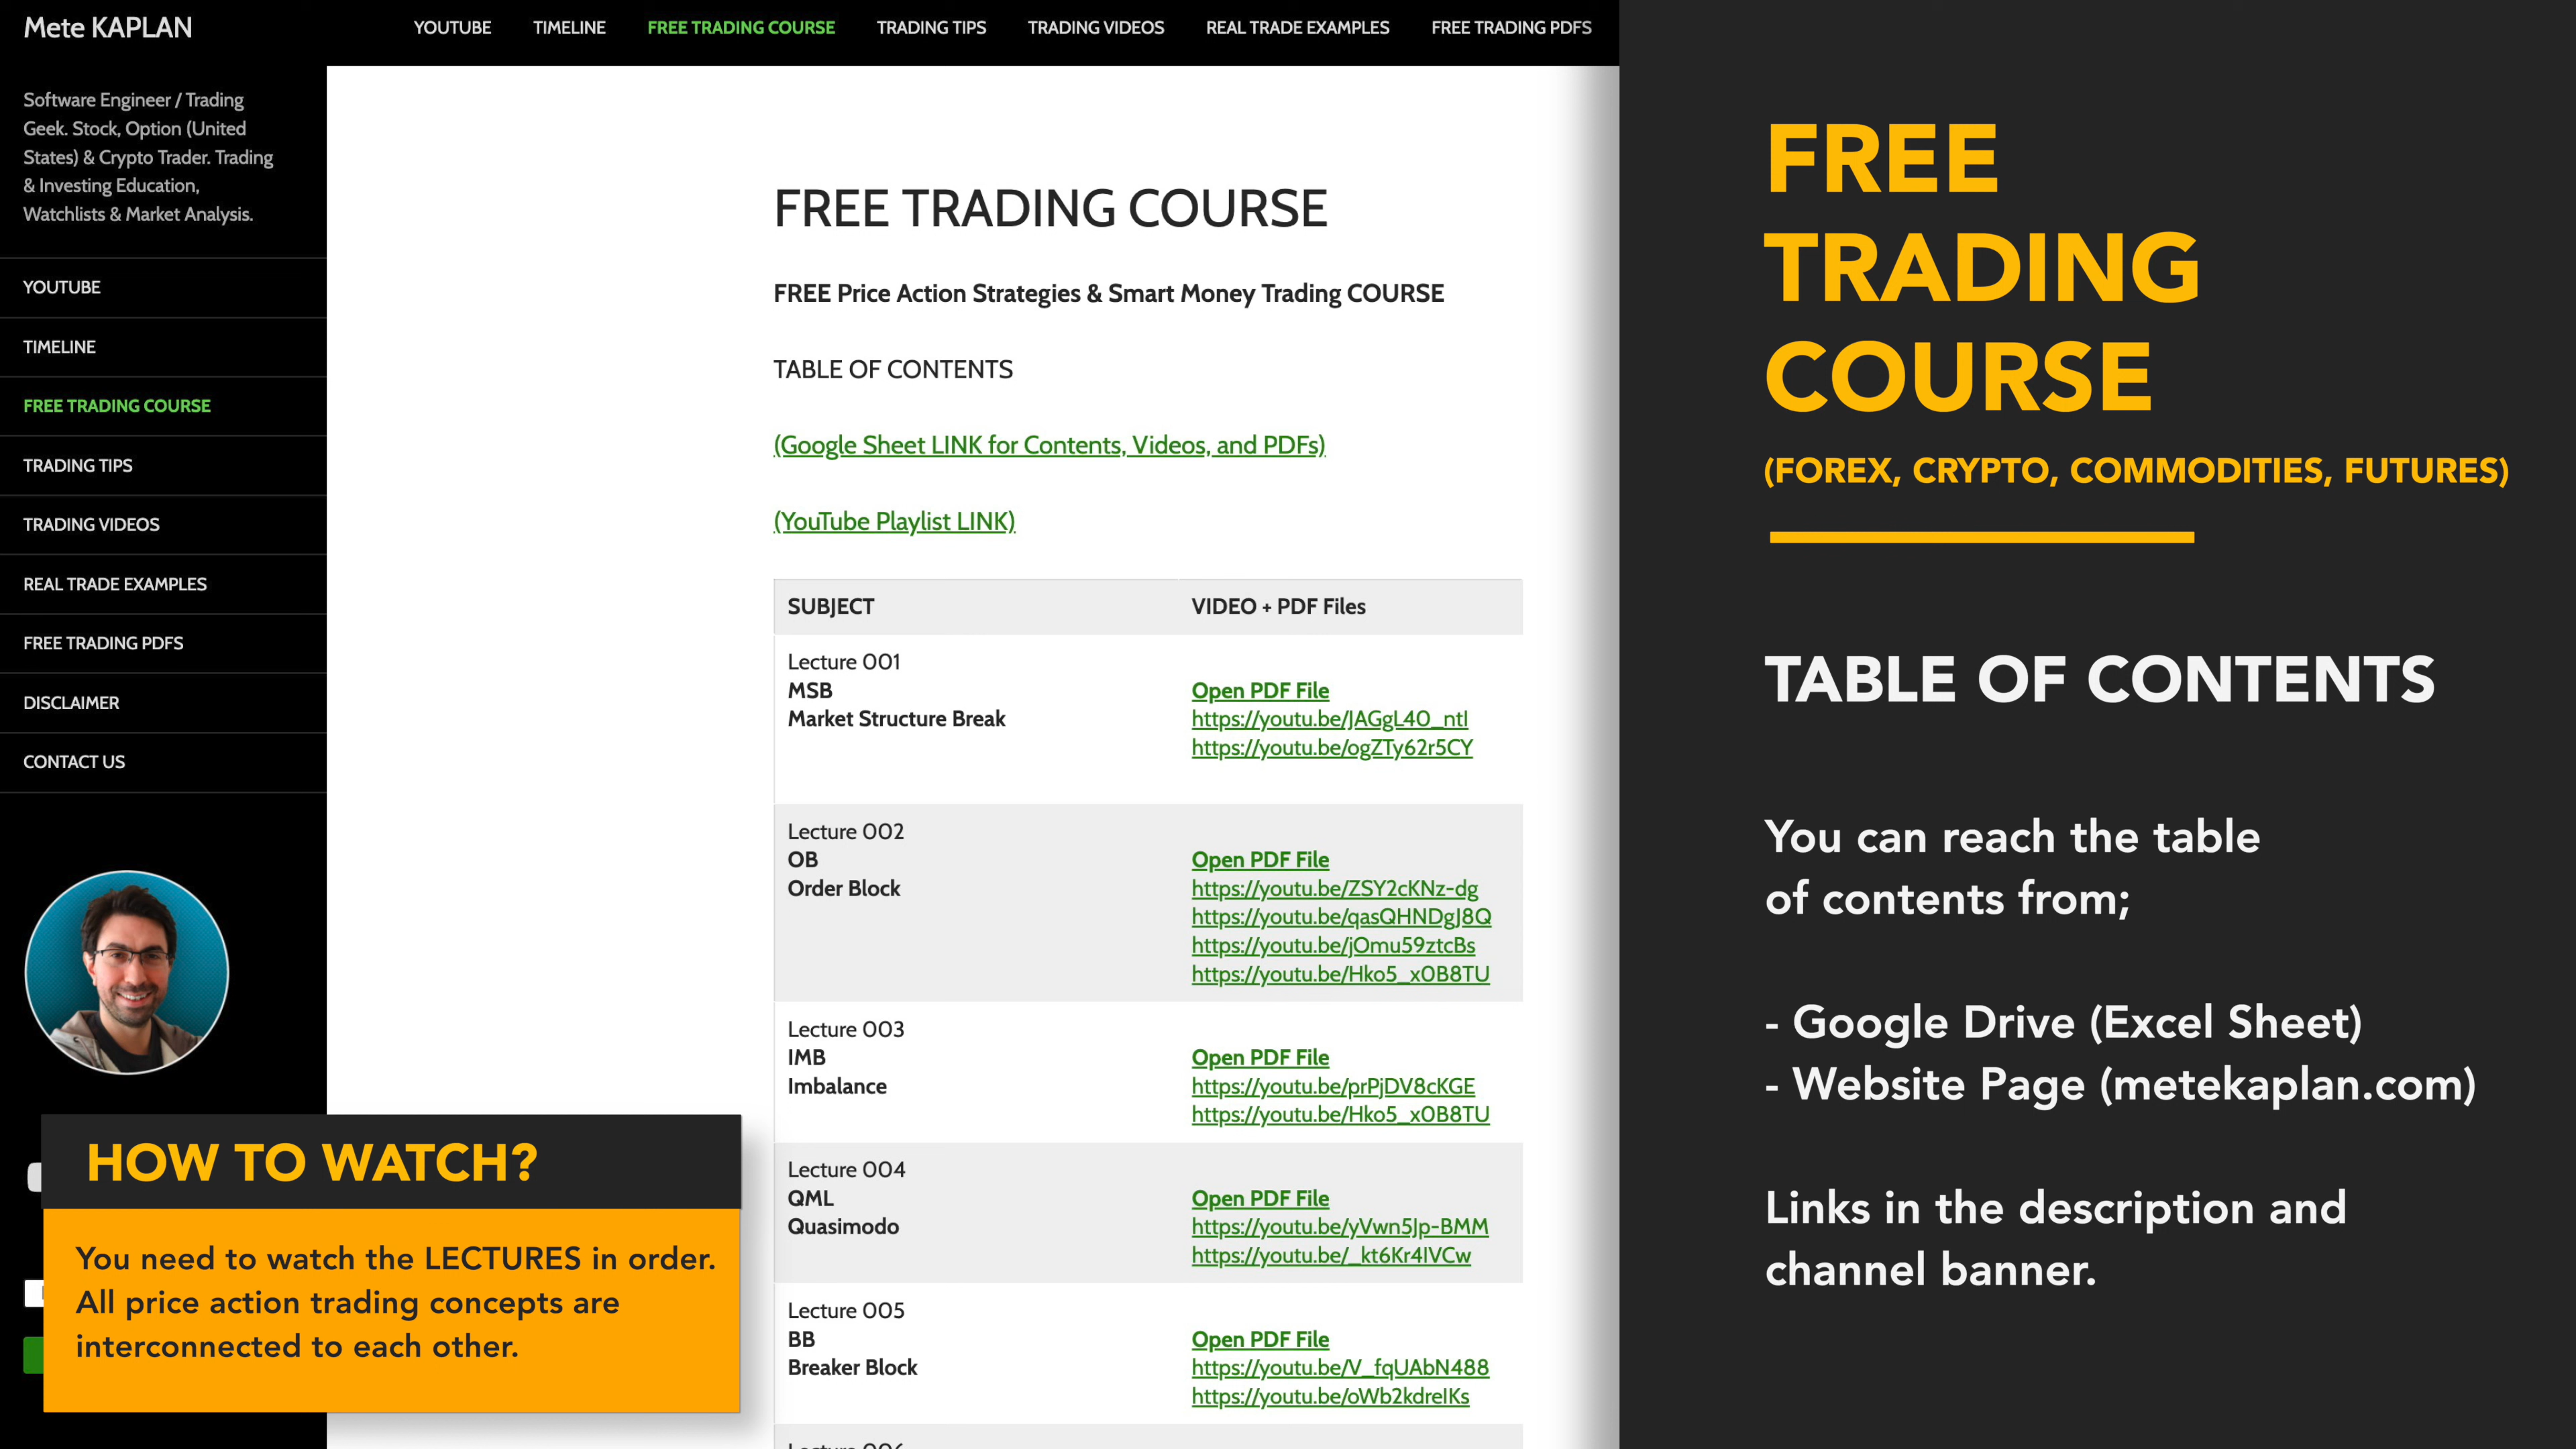 Mete KAPLAN
YOUTUBE
TIMELINE
FREE TRADING COURSE
TRADING TIPS
TRADING VIDEOS
REAL TRADE EXAMPLES
FREE TRADING PDFS
Software Engineer / Trading
Geek. Stock, Option (United
States) & Crypto Trader. Trading
& Investing Education,
Watchlists & Market Analysis.
YOUTUBE
TIMELINE
FREE TRADING COURSE
TRADING TIPS
TRADING VIDEOS
REAL TRADE EXAMPLES
FREE TRADING PDFS
DISCLAIMER
CONTACT US
HOW TO WATCH?
You need to watch the LECTURES in order.
All price action trading concepts are
interconnected to each other.
FREE TRADING COURSE
FREE Price Action Strategies & Smart Money Trading COURSE
TABLE OF CONTENTS
(Google Sheet LINK for Contents, Videos, and PDFs)
(YouTube Playlist LINK)
SUBJECT
VIDEO + PDF Files
Lecture 001
MSB
Market Structure Break
Open PDF File
https://youtu.be/JAGgL4O_ntI
https://youtu.be/ogZTy62r5CY
Lecture 002
OB
Order Block
Open PDF File
https://youtu.be/ZSY2cKNz-dg
https://youtu.be/qasQHNDgJ8Q
https://youtu.be/jOmu59ztcBs
https://youtu.be/Hko5_x0B8TU
Lecture 003
IMB
Imbalance
Open PDF File
https://youtu.be/prPjDV8cKGE
https://youtu.be/Hko5_x0B8TU
Lecture 004
QML
Quasimodo
Open PDF File
https://youtu.be/yVwn5Jp-BMM
https://youtu.be/_kt6Kr4IVCw
Lecture 005
BB
Breaker Block
Open PDF File
https://youtu.be/V_fqUAbN488
https://youtu.be/oWb2kdreIKs
FREE
TRADING
COURSE
(FOREX, CRYPTO, COMMODITIES, FUTURES)
TABLE OF CONTENTS
You can reach the table
of contents from;
- Google Drive (Excel Sheet)
- Website Page (metekaplan.com)
Links in the description and
channel banner.